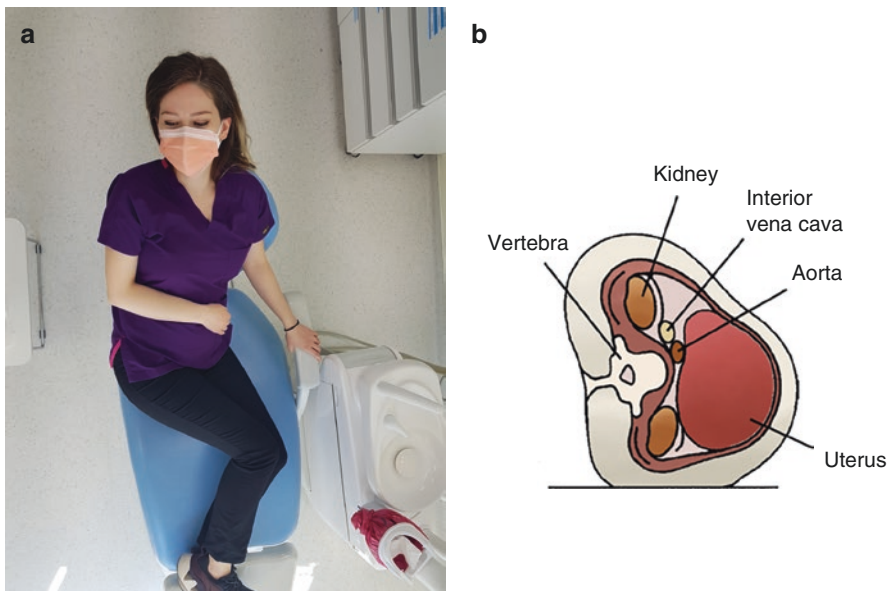 a
b
Kidney
Interior
vena cava
Vertebra
Aorta
Uterus